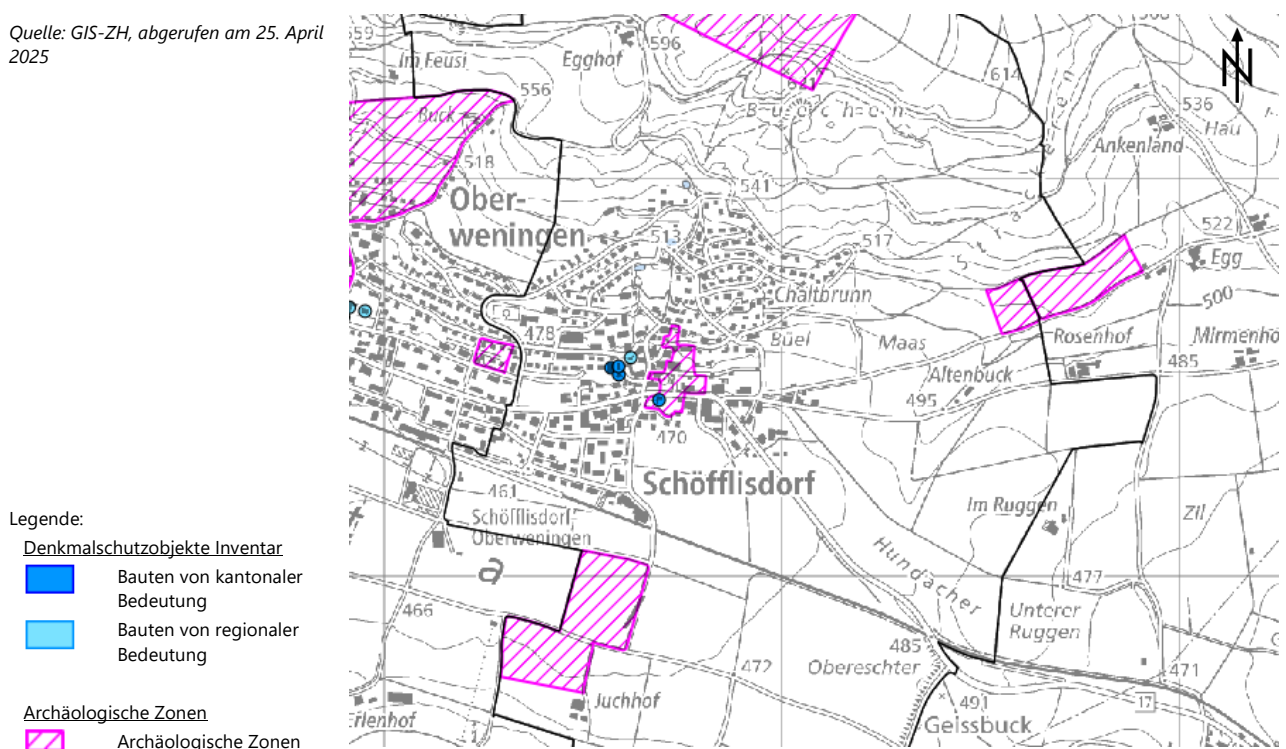 Quelle: GIS-ZH, abgerufen am 25. April
2025
Legende:
Denkmalschutzobjekte Inventar
Bauten von kantonaler
Bedeutung
Bauten von regionaler
Bedeutung
Archäologische Zonen
Archäologische Zonen
N
559
Im Feusi
Egghof
596
556
614
621
Buck
518
536
Hau
Ankenland
Ober-
weningen
541
513
517
522
Egg
500
Chaltbrunn
478
Büel
Maas
Rosenhof
Mirmenho
485
Altenbuck
495
470
Schöfflisdorf
461
Schöfflisdorf-
Oberweningen
Im Ruggen
Zil
a
Hundacher
477
466
Unterer
Ruggen
485
Obereschter
472
471
Juchhof
491
17
Erlenhof
Geissbuck